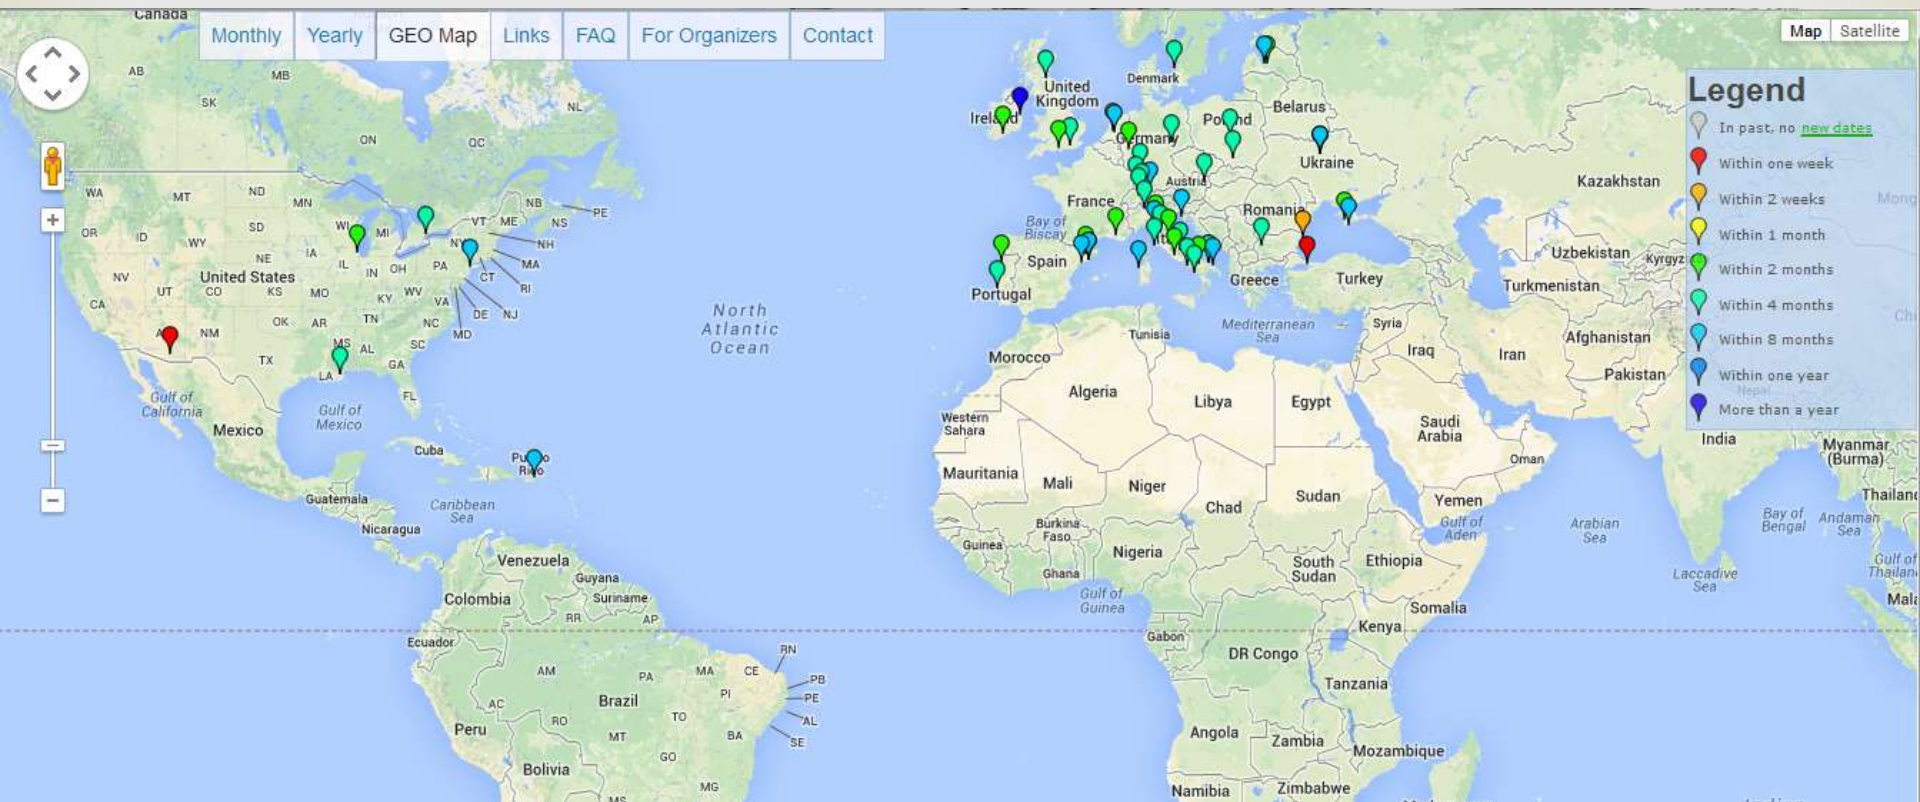 Canada
Monthly
Yearly
GEO Map
Links
FAQ
For Organizers
Contact
Map
Satellite
Legend
In past, no new dates
Within one week
Within 2 weeks
Within 1 month
Within 2 months
Within 4 months
Within 8 months
Within one year
More than a year
AB
MB
SK
ON
QC
NL
NB
PE
NS
WA
MT
ND
MN
OR
ID
WY
SD
WI
MI
VT
ME
NY
NH
MA
CT
RI
NE
IA
IL
IN
OH
PA
NV
UT
United States
CO
KS
MO
KY
WV
VA
DE
NJ
MD
CA
NM
OK
AR
TN
NC
SC
MS
AL
GA
TX
LA
FL
Gulf of
California
Gulf of
Mexico
Mexico
Cuba
Guatemala
Nicaragua
Caribbean
Sea
North
Atlantic
Ocean
Venezuela
Guyana
Suriname
Colombia
Ecuador
RR
AP
AM
PA
MA
CE
RN
PB
PE
AL
SE
PI
Brazil
AC
RO
TO
BA
Peru
MT
GO
Bolivia
MG
MS
United
Kingdom
Denmark
Belarus
Germany
Ukraine
Austria
France
Romania
Bay of
Biscay
Spain
Portugal
Greece
Turkey
Kazakhstan
Uzbekistan
Turkmenistan
Mediterranean
Sea
Tunisia
Syria
Iraq
Iran
Afghanistan
Pakistan
Nepal
Morocco
Algeria
Libya
Egypt
Western
Sahara
Saudi
Arabia
Oman
Yemen
India
Myanmar
(Burma)
Mauritania
Mali
Niger
Chad
Sudan
Burkina
Faso
Guinea
Ghana
Nigeria
Gulf of
Guinea
Gulf of
Aden
Arabian
Sea
Bay of
Bengal
Andaman
Sea
Laccadive
Sea
South
Sudan
Ethiopia
Somalia
Kenya
Gabon
DR Congo
Tanzania
Angola
Zambia
Mozambique
Namibia
Zimbabwe